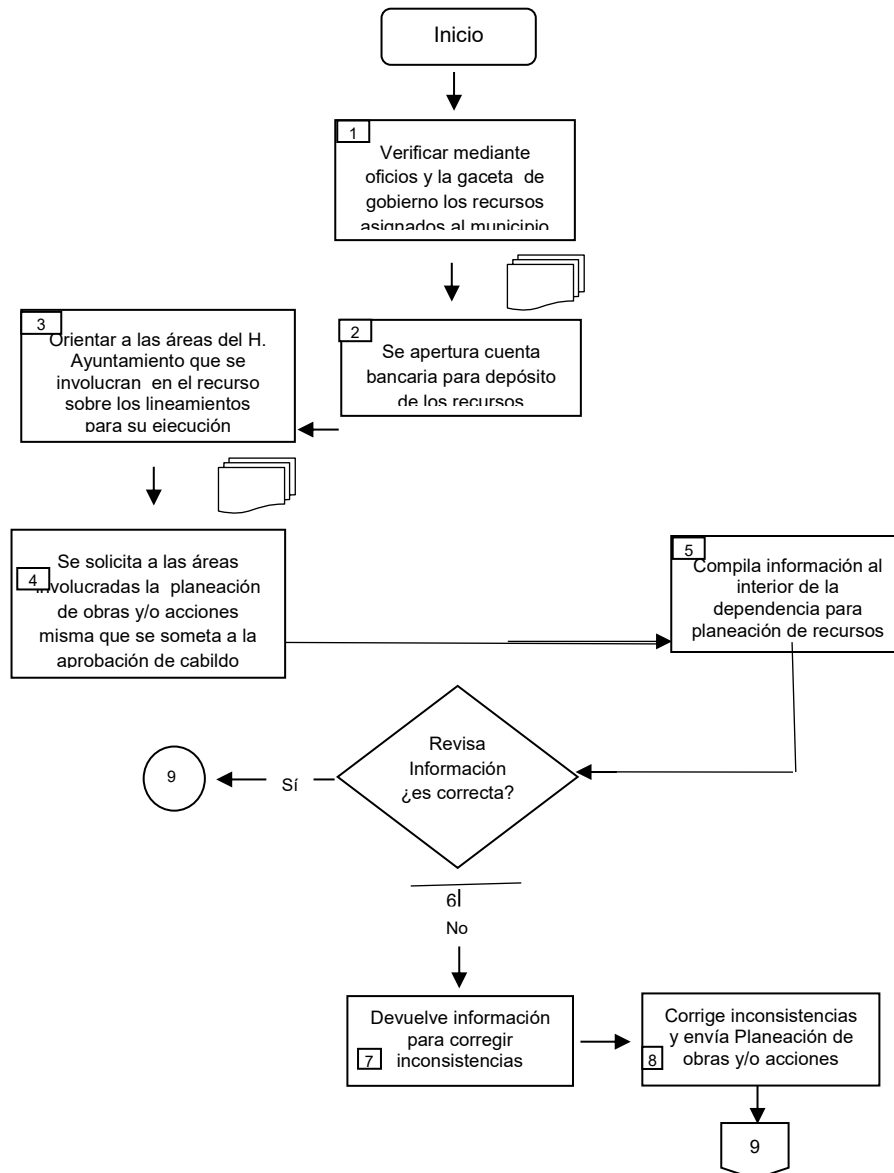 Inicio
1
Verificar mediante
oficios y la gaceta de
gobierno los recursos
asignados al municipio
2
Se apertura cuenta
bancaria para depósito
de los recursos
3
Orientar a las áreas del H.
Ayuntamiento que se
involucran en el recurso
sobre los lineamientos
para su ejecución
4
Se solicita a las áreas
involucradas la planeación
de obras y/o acciones
misma que se someta a la
aprobación de cabildo
5
Compila información al
interior de la
dependencia para
planeación de recursos
Revisa
Información
¿es correcta?
Sí
9
6
No
7
Devuelve información
para corregir
inconsistencias
8
Corrige inconsistencias
y envía Planeación de
obras y/o acciones
9